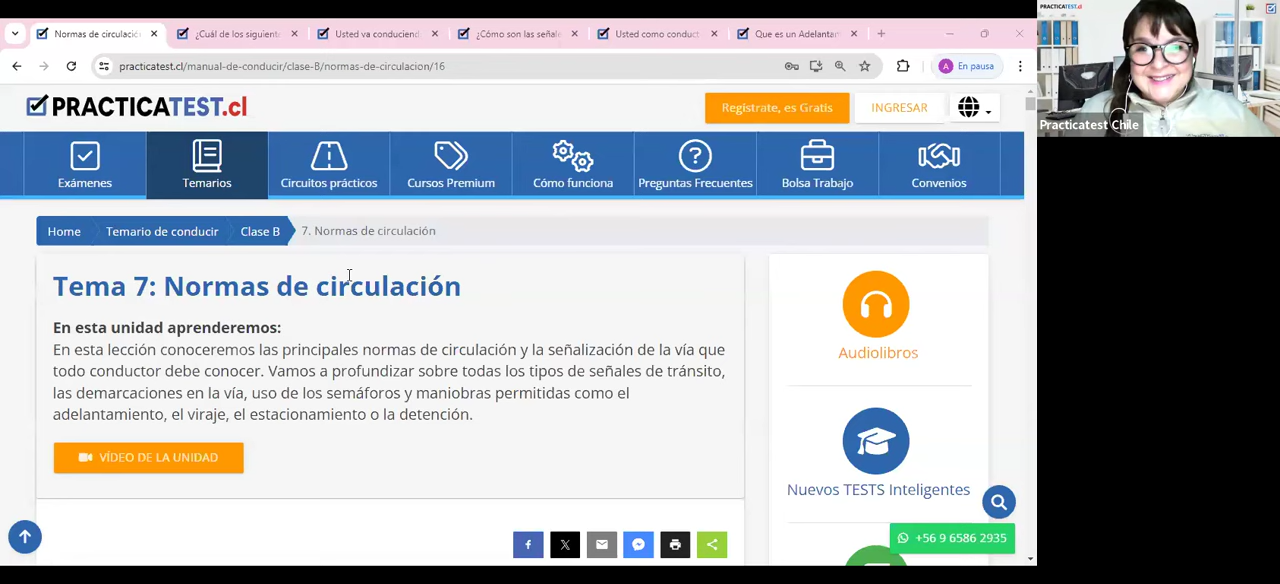 Normas de circulació
¿Cuál de los siguient
Usted va conduciend
¿Cómo son las señale
Usted como conduct
Que es un Adelantam
practicatest.cl/manual-de-conducir/clase-B/normas-de-circulacion/16
A
En pausa
PRACTICATEST.cl
Practicatest Chile
PRACTICATEST.cl
Regístrate, es Gratis
INGRESAR
Exámenes
Temarios
Circuitos prácticos
Cursos Premium
Cómo funciona
Preguntas Frecuentes
Bolsa Trabajo
Convenios
Home
Temario de conducir
Clase B
7. Normas de circulación
Tema 7: Normas de circulación
En esta unidad aprenderemos:
En esta lección conoceremos las principales normas de circulación y la señalización de la vía que
todo conductor debe conocer. Vamos a profundizar sobre todas los tipos de señales de tránsito,
las demarcaciones en la vía, uso de los semáforos y maniobras permitidas como el
adelantamiento, el viraje, el estacionamiento o la detención.
VÍDEO DE LA UNIDAD
Audiolibros
Nuevos TESTS Inteligentes
+56 9 6586 2935